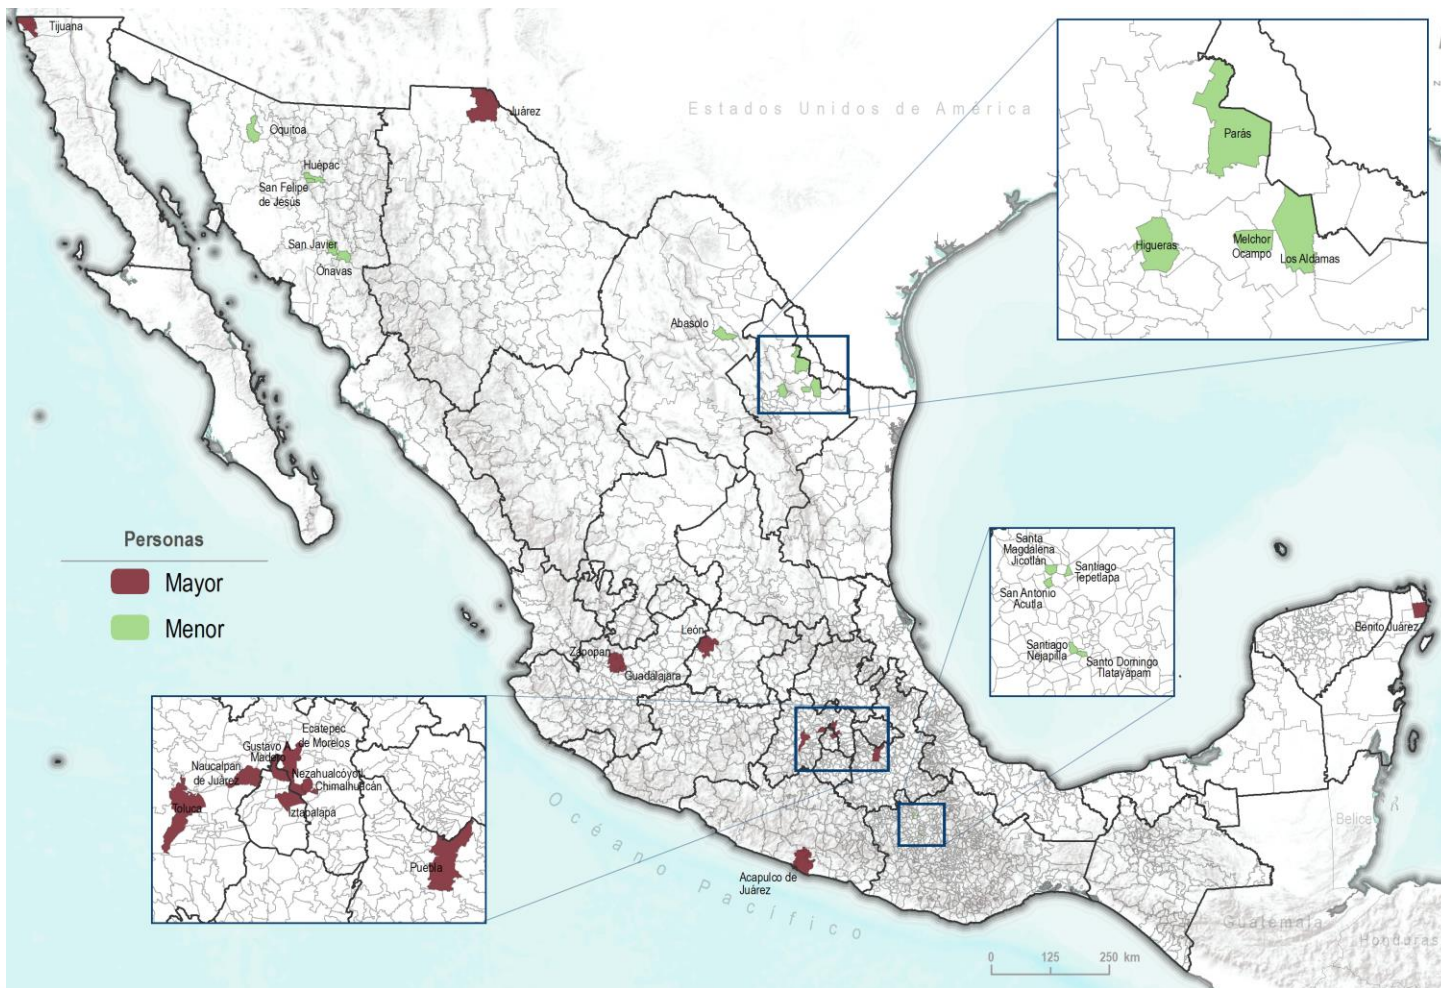 Tijuana
Juárez
Estados Unidos de América
Oquitoa
Huépac
San Felipe
de Jesús
San Javier
Ónavas
Parás
Higueras
Melchor
Ocampo
Los Aldamas
Abasolo
Personas
Mayor
Menor
Santa
Magdalena
Jicotlán
Santiago
Tepetlapa
San Antonio
Acutla
Santiago
Nejapilla
Santo Domingo
Tlatayápam
Benito Juárez
León
Zapopan
Guadalajara
Ecatepec
de Morelos
Gustavo A.
Madero
Naucalpan
de Juárez
Nezahualcóyotl
Chimalhuacán
Toluca
Iztapalapa
Puebla
Acapulco de
Juárez
Océano Pacífico
Belice
Guatemala
Honduras
0 125 250 km